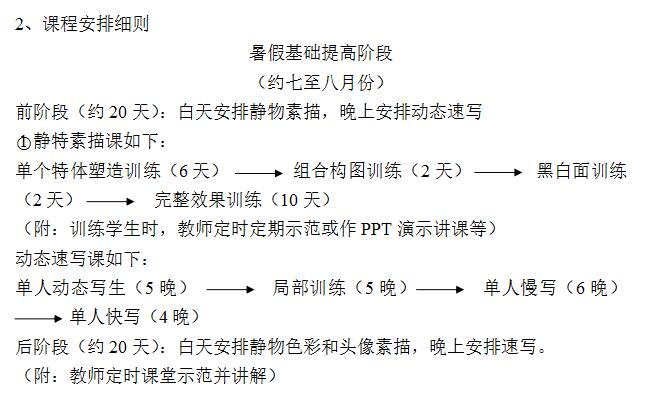 2、课程安排细则
暑假基础提高阶段
（约七至八月份）
前阶段（约 20 天）：白天安排静物素描，晚上安排动态速写
①静特素描课如下：
单个特体塑造训练（6 天） → 组合构图训练（2 天） → 黑白面训练
（2 天） → 完整效果训练（10 天）
（附：训练学生时，教师定时定期示范或作 PPT 演示讲课等）
动态速写课如下：
单人动态写生（5 晚） → 局部训练（5 晚） → 单人慢写（6 晚）
→ 单人快写（4 晚）
后阶段（约 20 天）：白天安排静物色彩和头像素描，晚上安排速写。
（附：教师定时课堂示范并讲解）